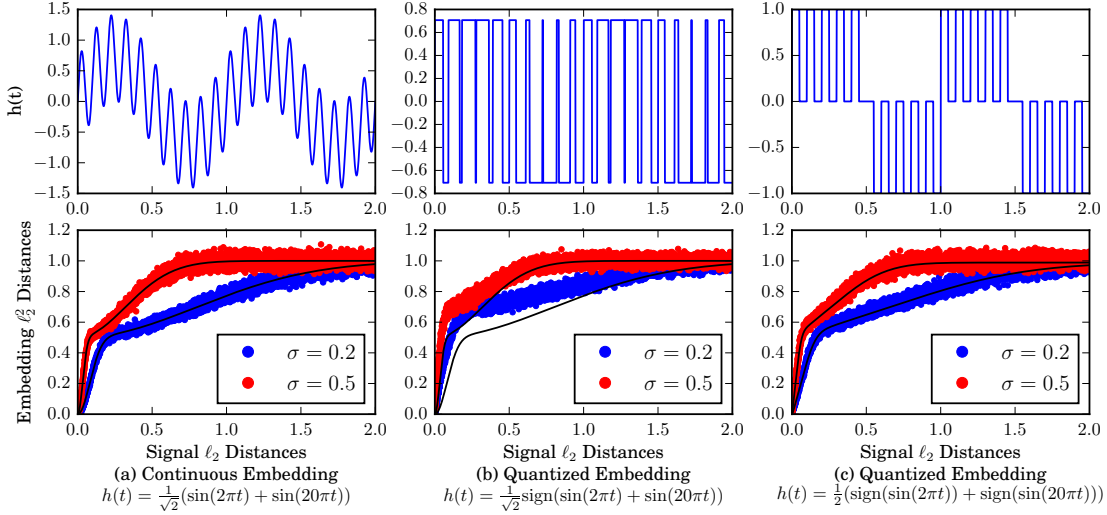 1.5
1.0
0.5
0.0
−0.5
−1.0
−1.5
h(t)
0.0 0.5 1.0 1.5 2.0
0.8
0.6
0.4
0.2
0.0
−0.2
−0.4
−0.6
−0.8
0.0 0.5 1.0 1.5 2.0
1.0
0.5
0.0
−0.5
−1.0
0.0 0.5 1.0 1.5 2.0
Embedding ℓ₂² Distances
1.2
1.0
0.8
0.6
0.4
0.2
0.0
σ = 0.2
σ = 0.5
0.0 0.5 1.0 1.5 2.0
Signal ℓ₂ Distances
(a) Continuous Embedding
h(t) = 1/√2(sin(2πt) + sin(20πt))
1.2
1.0
0.8
0.6
0.4
0.2
0.0
σ = 0.2
σ = 0.5
0.0 0.5 1.0 1.5 2.0
Signal ℓ₂ Distances
(b) Quantized Embedding
h(t) = 1/√2sign(sin(2πt) + sin(20πt))
1.2
1.0
0.8
0.6
0.4
0.2
0.0
σ = 0.2
σ = 0.5
0.0 0.5 1.0 1.5 2.0
Signal ℓ₂ Distances
(c) Quantized Embedding
h(t) = 1/2(sign(sin(2πt)) + sign(sin(20πt)))